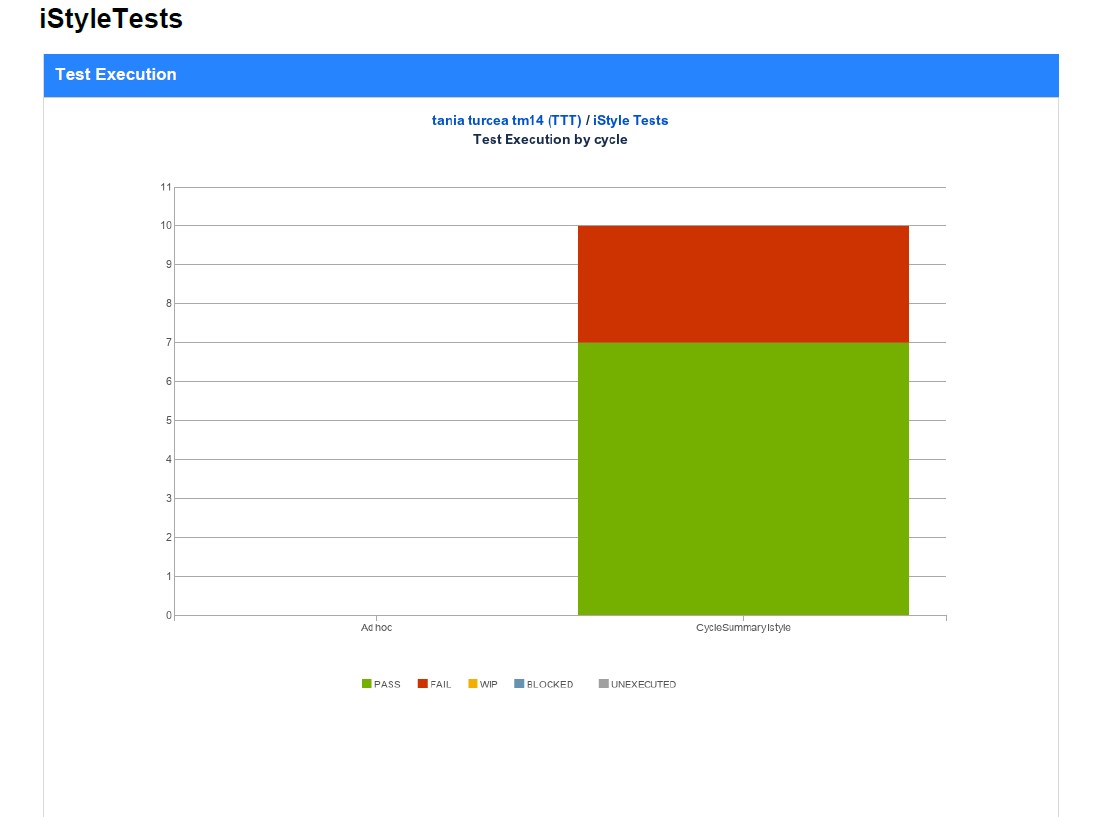 iStyleTests
Test Execution
tania turcea tm14 (TTT) / iStyle Tests
Test Execution by cycle
11
10
9
8
7
6
5
4
3
2
1
0
Ad hoc
CycleSummaryIstyle
PASS FAIL WIP BLOCKED UNEXECUTED